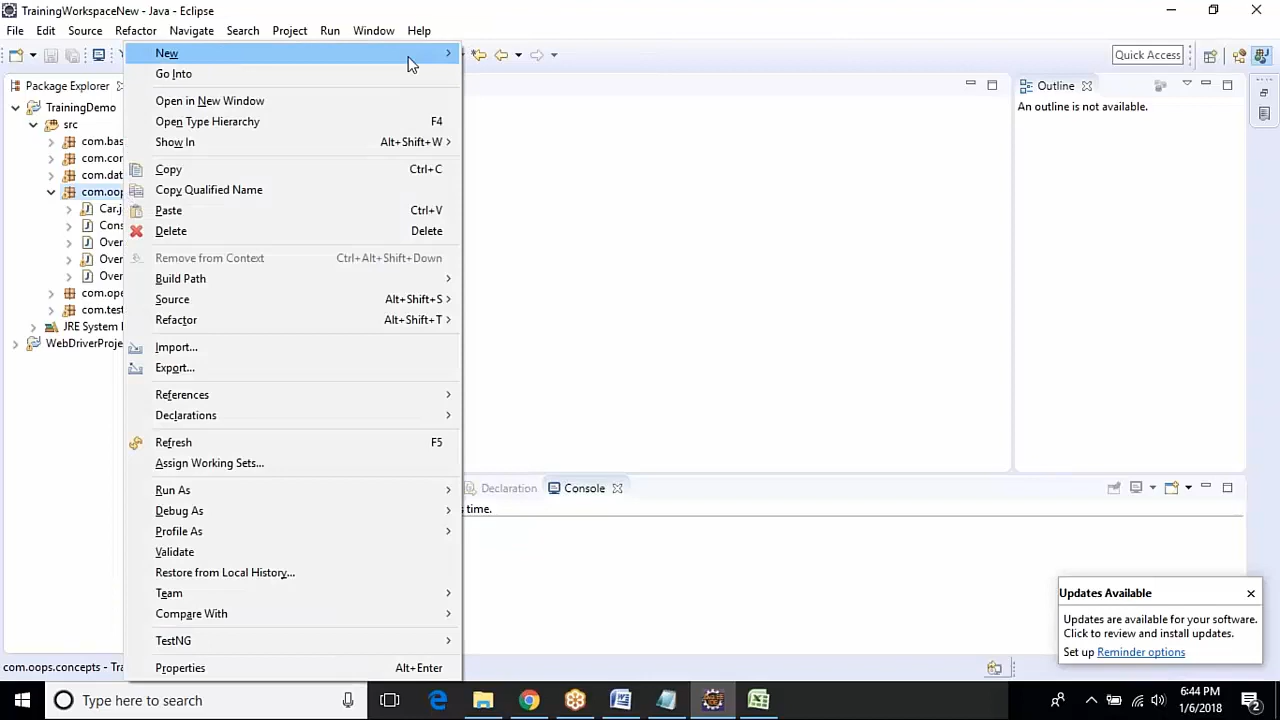 TrainingWorkspaceNew - Java - Eclipse
File Edit Source Refactor Navigate Search Project Run Window Help
Quick Access
Package Explorer
TrainingDemo
src
com.bas
com.cor
com.dat
com.oop
Car.j
Cons
Over
Over
Over
com.ope
com.test
JRE System
WebDriverProje
New
Go Into
Open in New Window
Open Type Hierarchy F4
Show In Alt+Shift+W
Copy Ctrl+C
Copy Qualified Name
Paste Ctrl+V
Delete Delete
Remove from Context Ctrl+Alt+Shift+Down
Build Path
Source Alt+Shift+S
Refactor Alt+Shift+T
Import...
Export...
References
Declarations
Refresh F5
Assign Working Sets...
Run As
Debug As
Profile As
Validate
Restore from Local History...
Team
Compare With
TestNG
Properties Alt+Enter
Outline
An outline is not available.
Declaration Console
s time.
Updates Available
Updates are available for your software.
Click to review and install updates.
Set up Reminder options
com.oops.concepts - Tra
Type here to search
6:44 PM
1/6/2018
2